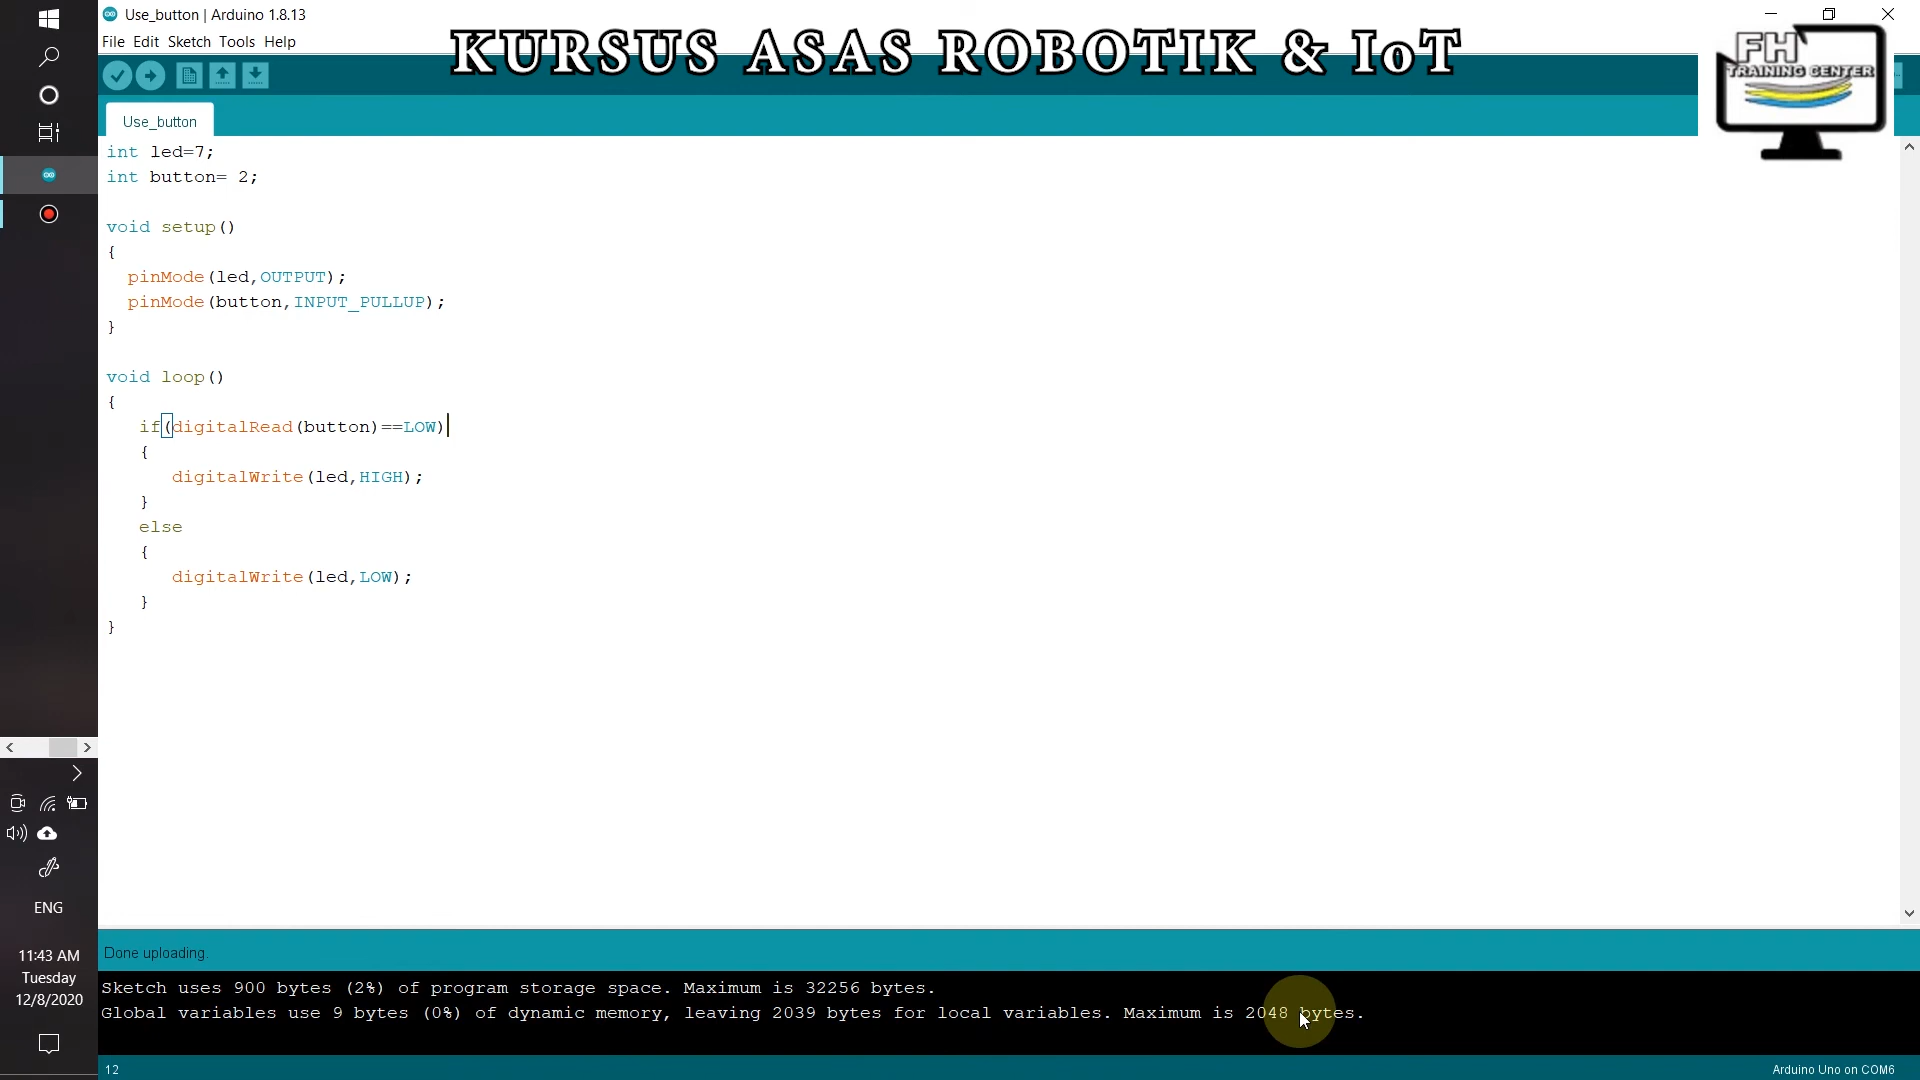 Use_button | Arduino 1.8.13
File Edit Sketch Tools Help
KURSUS ASAS ROBOTIK & IoT
FH
TRAINING CENTER
Use_button
int led=7;
int button= 2;
void setup()
{
pinMode(led,OUTPUT);
pinMode(button,INPUT_PULLUP);
}
void loop()
{
if(digitalRead(button)==LOW)
{
digitalWrite(led,HIGH);
}
else
{
digitalWrite(led,LOW);
}
}
ENG
11:43 AM
Tuesday
12/8/2020
Done uploading.
Sketch uses 900 bytes (2%) of program storage space. Maximum is 32256 bytes.
Global variables use 9 bytes (0%) of dynamic memory, leaving 2039 bytes for local variables. Maximum is 2048 bytes.
12
Arduino Uno on COM6